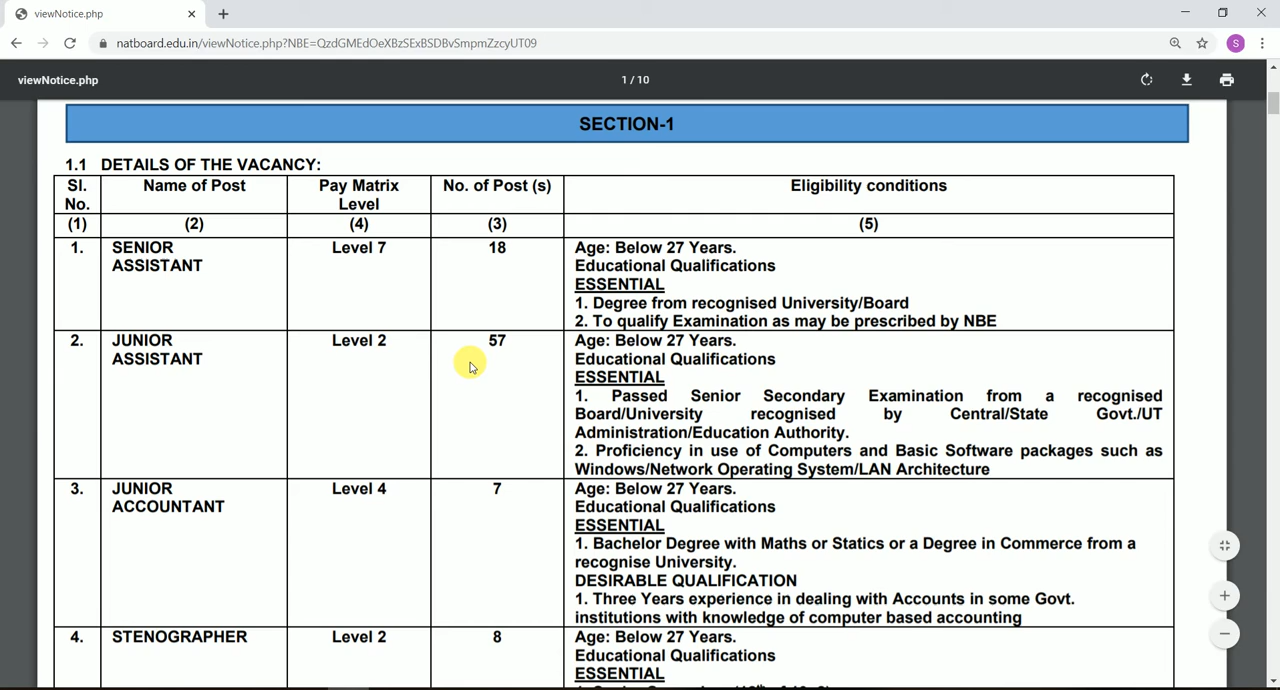 viewNotice.php
natboard.edu.in/viewNotice.php?NBE=QzdGMEdOeXBzSExBSDBvSmpmZzcyUT09
S
viewNotice.php
1 / 10
SECTION-1
1.1 DETAILS OF THE VACANCY:
Sl. No. Name of Post Pay Matrix Level No. of Post (s) Eligibility conditions
(1) (2) (4) (3) (5)
1. SENIOR ASSISTANT Level 7 18
Age: Below 27 Years.
Educational Qualifications
ESSENTIAL
1. Degree from recognised University/Board
2. To qualify Examination as may be prescribed by NBE
2. JUNIOR ASSISTANT Level 2 57
Age: Below 27 Years.
Educational Qualifications
ESSENTIAL
1. Passed Senior Secondary Examination from a recognised
Board/University recognised by Central/State Govt./UT
Administration/Education Authority.
2. Proficiency in use of Computers and Basic Software packages such as
Windows/Network Operating System/LAN Architecture
3. JUNIOR ACCOUNTANT Level 4 7
Age: Below 27 Years.
Educational Qualifications
ESSENTIAL
1. Bachelor Degree with Maths or Statics or a Degree in Commerce from a
recognise University.
DESIRABLE QUALIFICATION
1. Three Years experience in dealing with Accounts in some Govt.
institutions with knowledge of computer based accounting
4. STENOGRAPHER Level 2 8
Age: Below 27 Years.
Educational Qualifications
ESSENTIAL